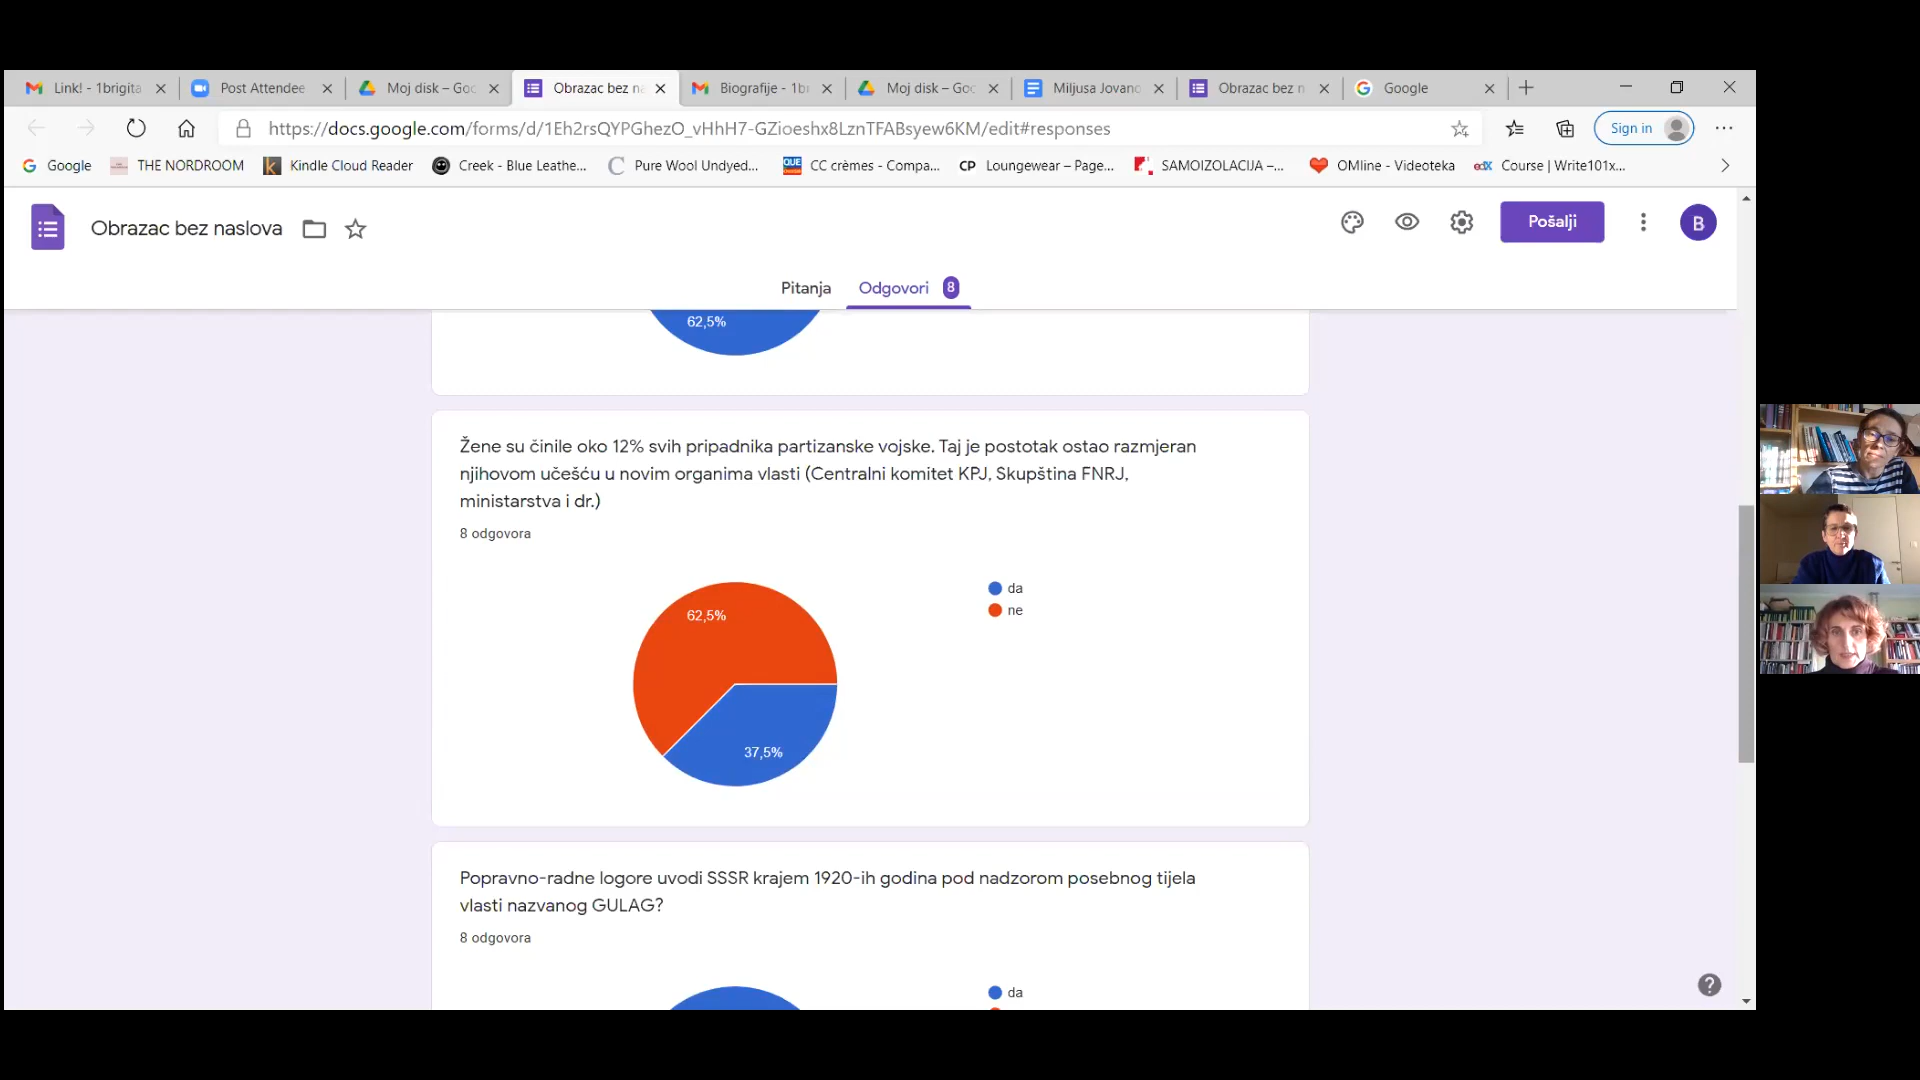 Link! - 1brigita
Post Attendee
Moj disk – Goo
Obrazac bez na
Biografije - 1b
Moj disk – Goo
Miljusa Jovano
Obrazac bez n
Google
https://docs.google.com/forms/d/1Eh2rsQYPGhezO_vHhH7-GZioeshx8LznTFABsyew6KM/edit#responses
Sign in
Google
THE NORDROOM
Kindle Cloud Reader
Creek - Blue Leathe...
Pure Wool Undyed...
CC crèmes - Compa...
CP Loungewear – Page...
SAMOIZOLACIJA –...
OMline - Videoteka
edX Course | Write101x...
Obrazac bez naslova
Pošalji
B
Pitanja
Odgovori 8
62,5%
Žene su činile oko 12% svih pripadnika partizanske vojske. Taj je postotak ostao razmjeran
njihovom učešću u novim organima vlasti (Centralni komitet KPJ, Skupština FNRJ,
ministarstva i dr.)
8 odgovora
da
ne
62,5%
37,5%
Popravno-radne logore uvodi SSSR krajem 1920-ih godina pod nadzorom posebnog tijela
vlasti nazvanog GULAG?
8 odgovora
da